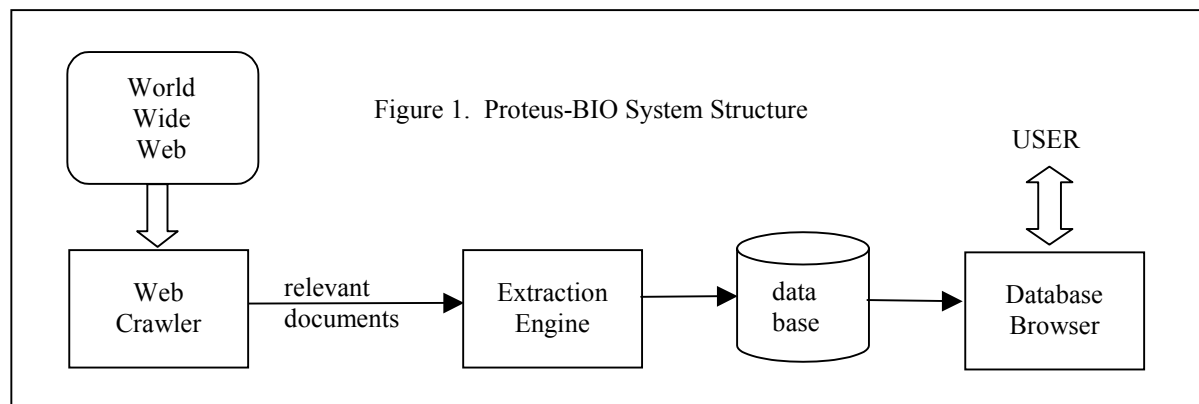 World
Wide
Web
Figure 1. Proteus-BIO System Structure
USER
Web
Crawler
relevant
documents
Extraction
Engine
data
base
Database
Browser